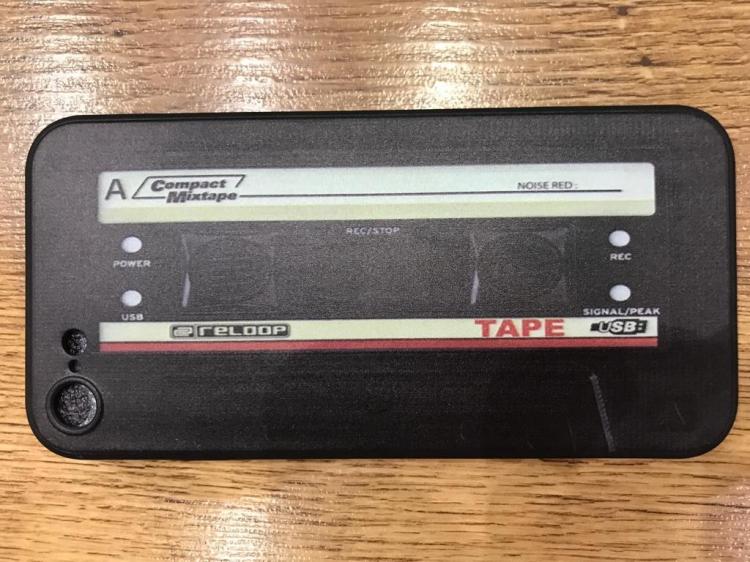 A Compact Mixtape NOISE RED:
REC/STOP
POWER REC
USB SIGNAL/PEAK
reloop TAPE USB